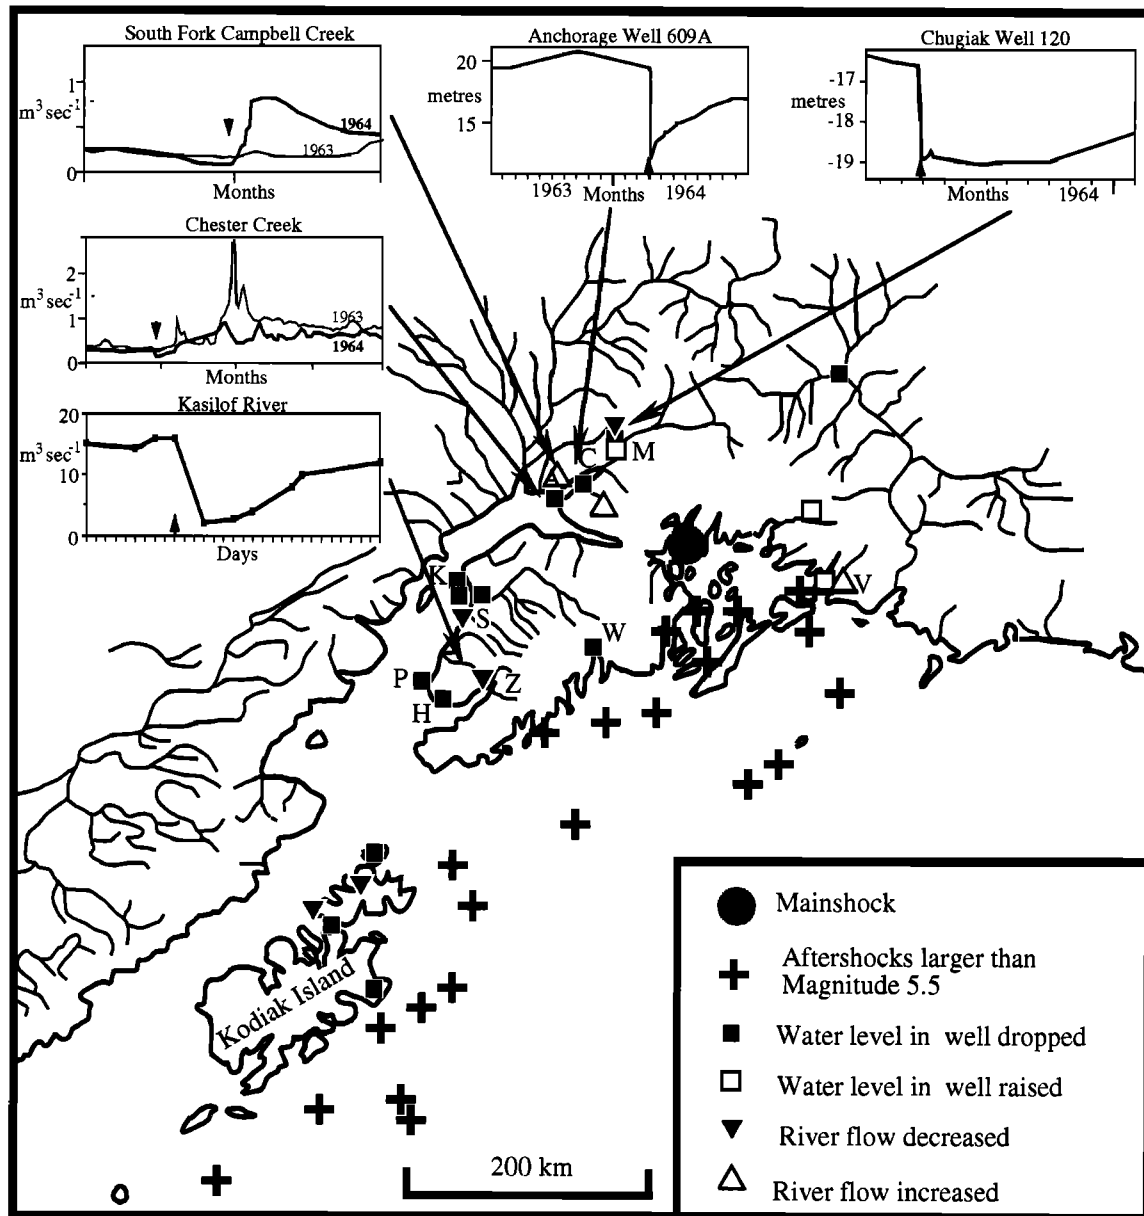 South Fork Campbell Creek
1
m³ sec⁻¹
0
1964
1963
Months
Anchorage Well 609A
20
metres
15
1963 Months 1964
Chugiak Well 120
-17
metres
-18
-19
Months 1964
Chester Creek
2
m³ sec⁻¹
1
0
1963
1964
Months
Kasilof River
20
m³ sec⁻¹
10
0
Days
C
M
A
K
S
V
W
P
Z
H
Kodiak Island
200 km
Mainshock
Aftershocks larger than
Magnitude 5.5
Water level in well dropped
Water level in well raised
River flow decreased
River flow increased